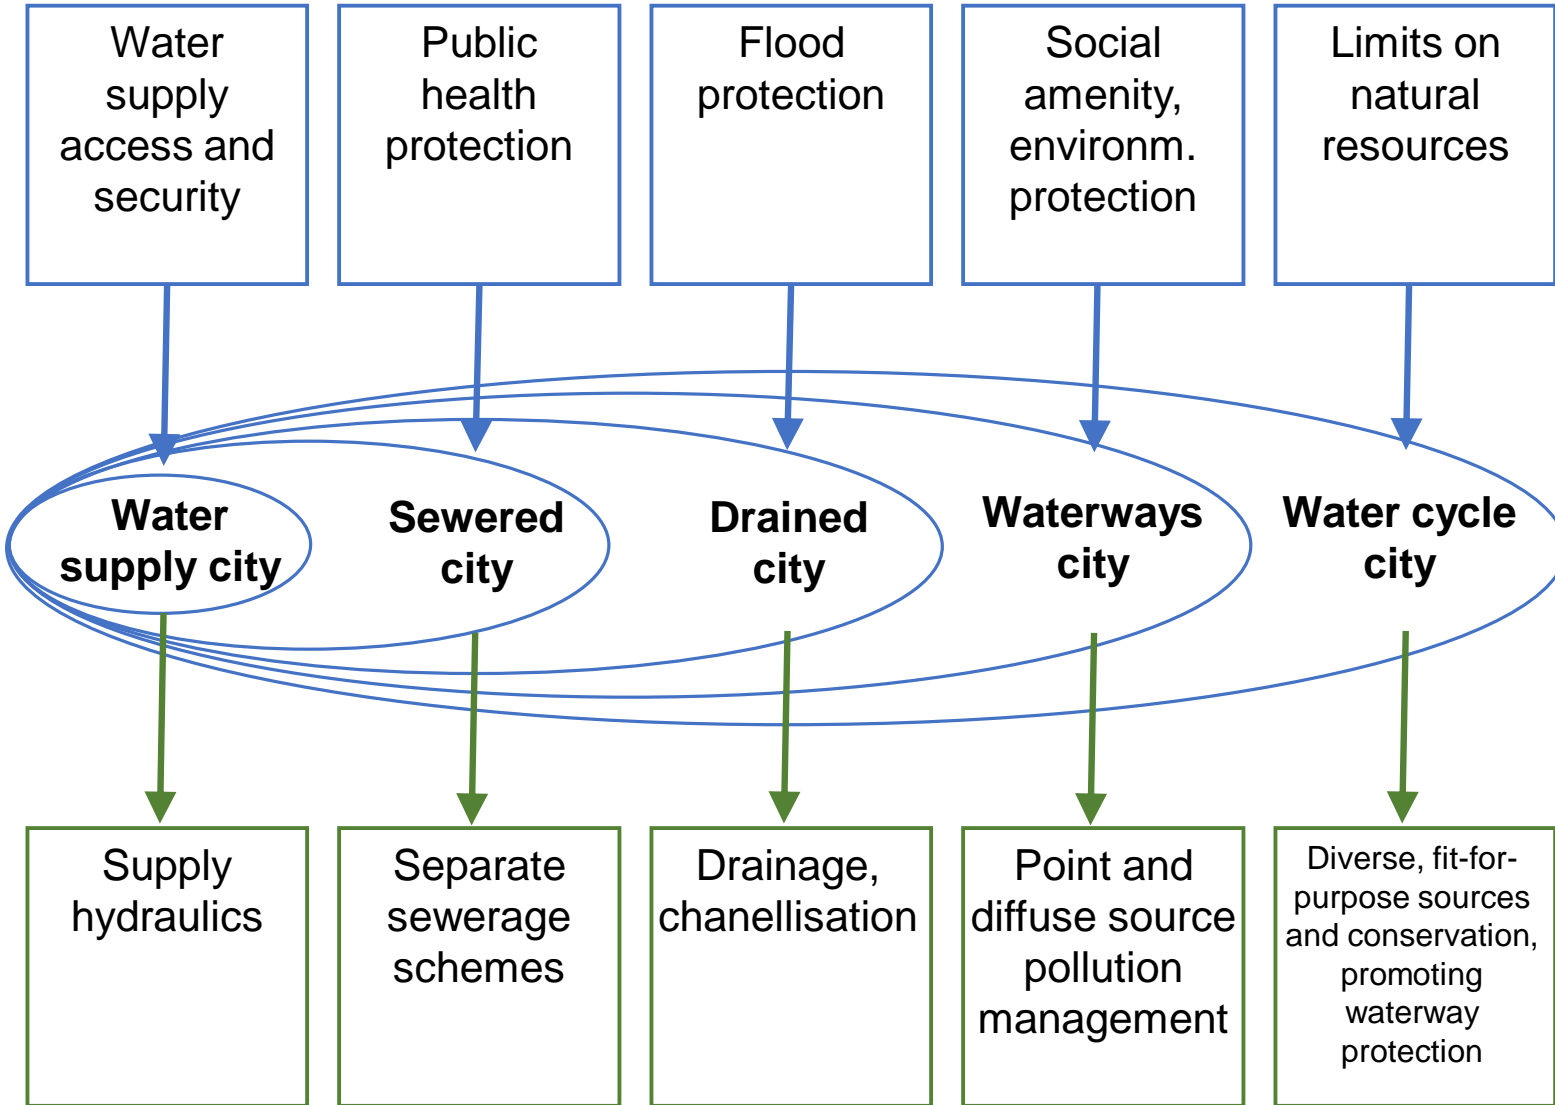 Water
supply
access and
security
Public
health
protection
Flood
protection
Social
amenity,
environm.
protection
Limits on
natural
resources
Water
supply city
Sewered
city
Drained
city
Waterways
city
Water cycle
city
Supply
hydraulics
Separate
sewerage
schemes
Drainage,
chanellisation
Point and
diffuse source
pollution
management
Diverse, fit-for-
purpose sources
and conservation,
promoting
waterway
protection